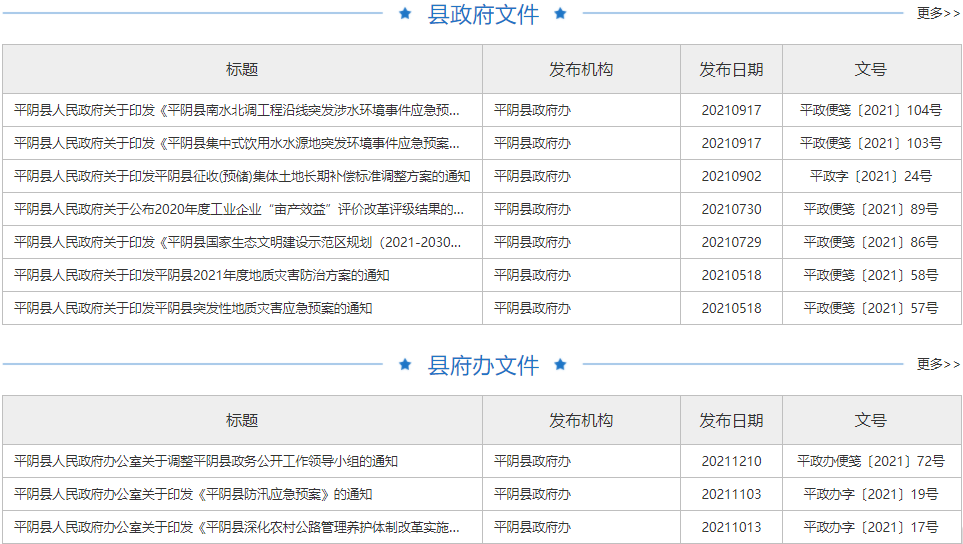 县政府文件 更多>>
标题 发布机构 发布日期 文号
平阴县人民政府关于印发《平阴县南水北调工程沿线突发涉水环境事件应急预... 平阴县政府办 20210917 平政便笺〔2021〕104号
平阴县人民政府关于印发《平阴县集中式饮用水水源地突发环境事件应急预案... 平阴县政府办 20210917 平政便笺〔2021〕103号
平阴县人民政府关于印发平阴县征收(预储)集体土地长期补偿标准调整方案的通知 平阴县政府办 20210902 平政字〔2021〕24号
平阴县人民政府关于公布2020年度工业企业“亩产效益”评价改革评级结果的... 平阴县政府办 20210730 平政便笺〔2021〕89号
平阴县人民政府关于印发《平阴县国家生态文明建设示范区规划（2021-2030... 平阴县政府办 20210729 平政便笺〔2021〕86号
平阴县人民政府关于印发平阴县2021年度地质灾害防治方案的通知 平阴县政府办 20210518 平政便笺〔2021〕58号
平阴县人民政府关于印发平阴县突发性地质灾害应急预案的通知 平阴县政府办 20210518 平政便笺〔2021〕57号
县府办文件 更多>>
标题 发布机构 发布日期 文号
平阴县人民政府办公室关于调整平阴县政务公开工作领导小组的通知 平阴县政府办 20211210 平政办便笺〔2021〕72号
平阴县人民政府办公室关于印发《平阴县防汛应急预案》的通知 平阴县政府办 20211103 平政办字〔2021〕19号
平阴县人民政府办公室关于印发《平阴县深化农村公路管理养护体制改革实施... 平阴县政府办 20211013 平政办字〔2021〕17号